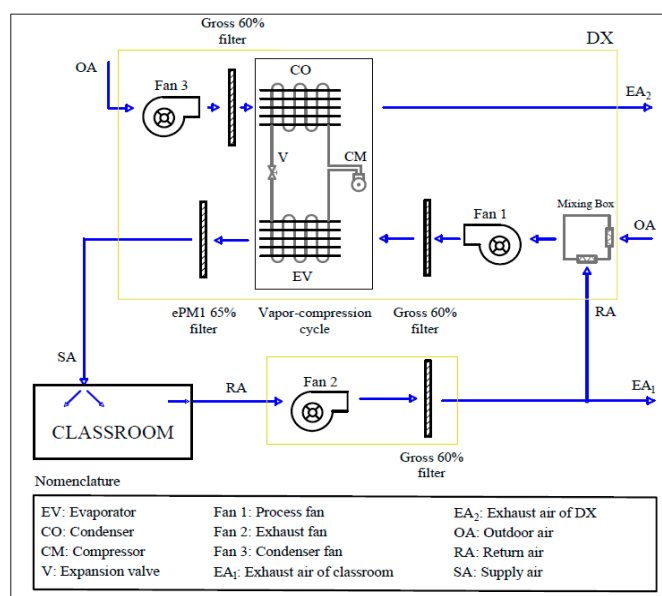 Gross 60%
filter
DX
OA
Fan 3
CO
EA₂
V
CM
Mixing Box
Fan 1
OA
EV
ePM1 65%
filter
Vapor-compression
cycle
Gross 60%
filter
RA
SA
RA
Fan 2
EA₁
CLASSROOM
Gross 60%
filter
Nomenclature
EV: Evaporator
CO: Condenser
CM: Compressor
V: Expansion valve
Fan 1: Process fan
Fan 2: Exhaust fan
Fan 3: Condenser fan
EA₁: Exhaust air of classroom
EA₂: Exhaust air of DX
OA: Outdoor air
RA: Return air
SA: Supply air